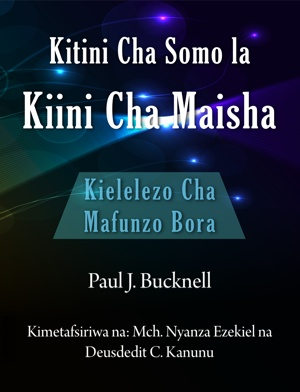 Kitini Cha Somo la
Kiini Cha Maisha
Kielelezo Cha
Mafunzo Bora
Paul J. Bucknell
Kimetafsiriwa na: Mch. Nyanza Ezekiel na
Deusdedit C. Kanunu